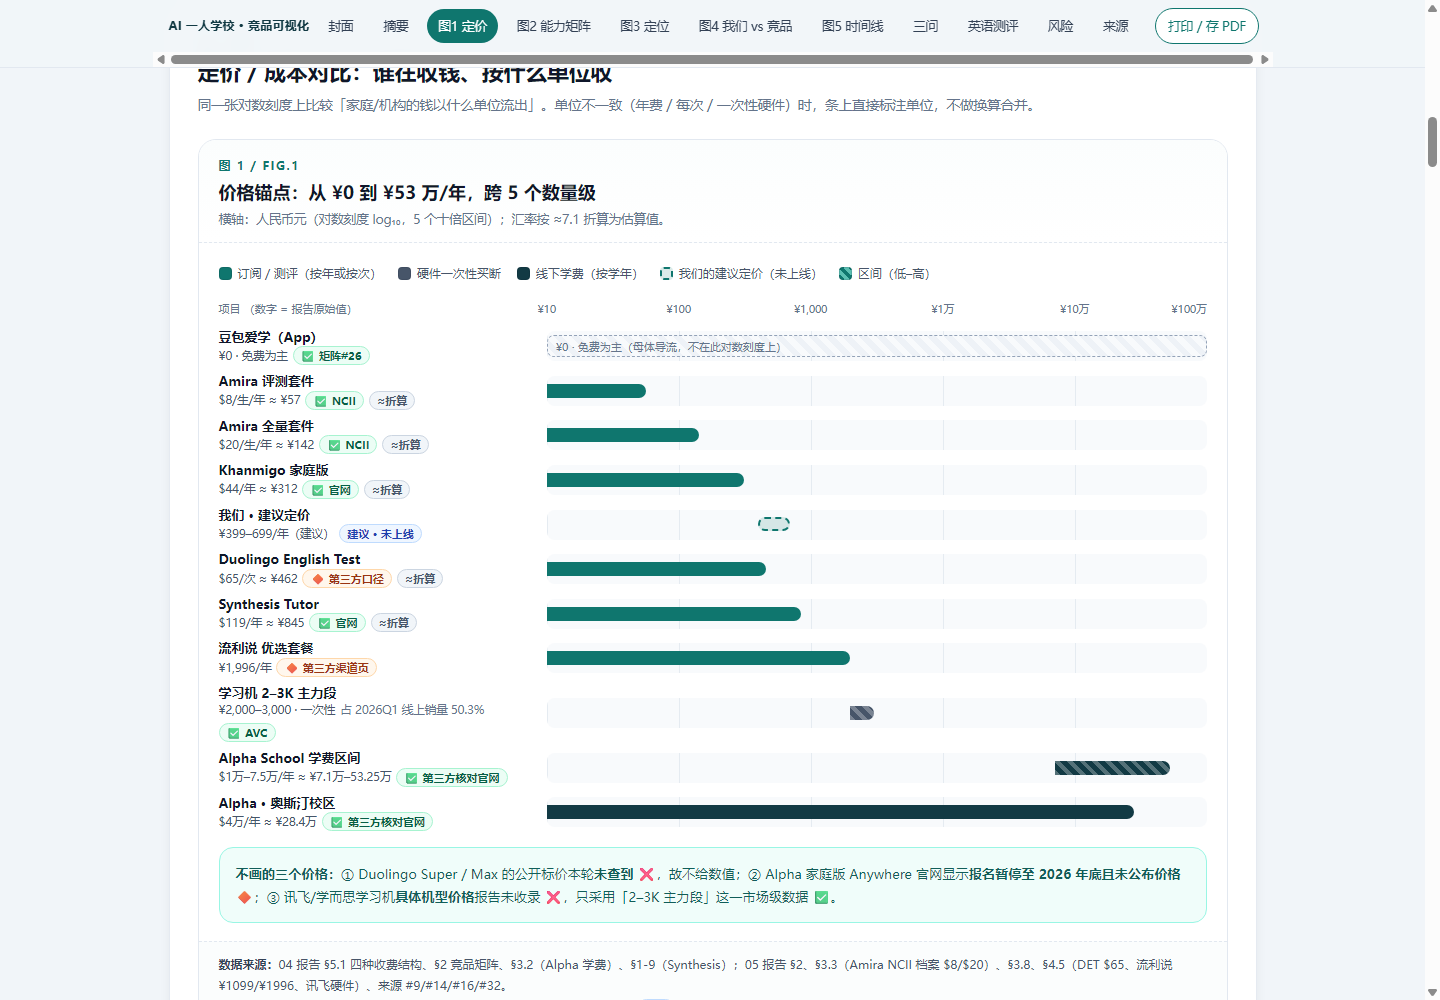 AI 一人学校・竞品可视化 封面 摘要 图1 定价 图2 能力矩阵 图3 定位 图4 我们 vs 竞品 图5 时间线 三问 英语测评 风险 来源 打印 / 存 PDF
定价 / 成本对比：谁在收钱、按什么单位收
同一张对数刻度上比较「家庭/机构的钱以什么单位流出」。单位不一致（年费 / 每次 / 一次性硬件）时，条上直接标注单位，不做换算合并。
图 1 / FIG.1
价格锚点：从 ¥0 到 ¥53 万/年，跨 5 个数量级
横轴：人民币元（对数刻度 log₁₀，5 个十倍区间）；汇率按 ≈7.1 折算为估算值。
订阅 / 测评（按年或按次） 硬件一次性买断 线下学费（按学年） 我们的建议定价（未上线） 区间（低–高）
项目 （数字 = 报告原始值） ¥10 ¥100 ¥1,000 ¥1万 ¥10万 ¥100万
豆包爱学（App）
¥0 · 免费为主 ✅ 矩阵#26
¥0 · 免费为主（母体导流，不在此对数刻度上）
Amira 评测套件
$8/生/年 ≈ ¥57 ✅ NCII ≈折算
Amira 全量套件
$20/生/年 ≈ ¥142 ✅ NCII ≈折算
Khanmigo 家庭版
$44/年 ≈ ¥312 ✅ 官网 ≈折算
我们・建议定价
¥399–699/年（建议） 建议・未上线
Duolingo English Test
$65/次 ≈ ¥462 🔶 第三方口径 ≈折算
Synthesis Tutor
$119/年 ≈ ¥845 ✅ 官网 ≈折算
流利说 优选套餐
¥1,996/年 🔶 第三方渠道页
学习机 2–3K 主力段
¥2,000–3,000 · 一次性 占 2026Q1 线上销量 50.3%
✅ AVC
Alpha School 学费区间
$1万–7.5万/年 ≈ ¥7.1万–53.25万 ✅ 第三方核对官网
Alpha・奥斯汀校区
$4万/年 ≈ ¥28.4万 ✅ 第三方核对官网
不画的三个价格：① Duolingo Super / Max 的公开标价本轮未查到 ❌，故不给数值；② Alpha 家庭版 Anywhere 官网显示报名暂停至 2026 年底且未公布价格
🔶；③ 讯飞/学而思学习机具体机型价格报告未收录 ❌，只采用「2–3K 主力段」这一市场级数据 ✅。
数据来源：04 报告 §5.1 四种收费结构、§2 竞品矩阵、§3.2（Alpha 学费）、§1-9（Synthesis）；05 报告 §2、§3.3（Amira NCII 档案 $8/$20）、§3.8、§4.5（DET $65、流利说
¥1099/¥1996、讯飞硬件）、来源 #9/#14/#16/#32。